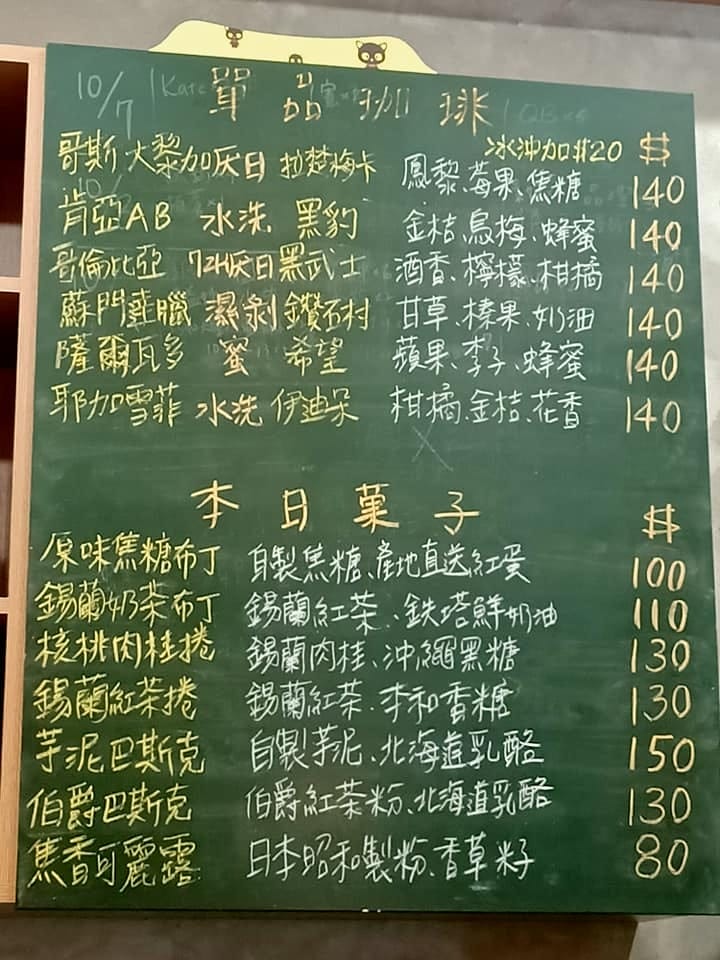 10/7 單品珈琲
冰沖加#20 $
哥斯大黎加厌日 拉蘇梅卡 鳳黎、莓果、焦糖 140
肯亞AB 水洗 黑豹 金桔、烏梅、蜂蜜 140
哥倫比亞 72H厌日 黑武士 酒香、檸檬、柑橘 140
蘇門達臘 濕剝 鑽石村 甘草、榛果、奶油 140
薩爾瓦多 蜜 希望 蘋果、李子、蜂蜜 140
耶加雪菲 水洗 伊迪朵 柑橘、金桔、花香 140
本日菓子 $
原味焦糖布丁 自製焦糖、產地直送紅蛋 100
錫蘭奶茶布丁 錫蘭紅茶、鉄塔鮮奶油 110
核桃肉桂捲 錫蘭肉桂、沖繩黑糖 130
錫蘭紅茶捲 錫蘭紅茶、李和香糖 130
芋泥巴斯克 自製芋泥、北海道乳酪 150
伯爵巴斯克 伯爵紅茶粉、北海道乳酪 130
焦香可麗露 日本昭和製粉、香草籽 80